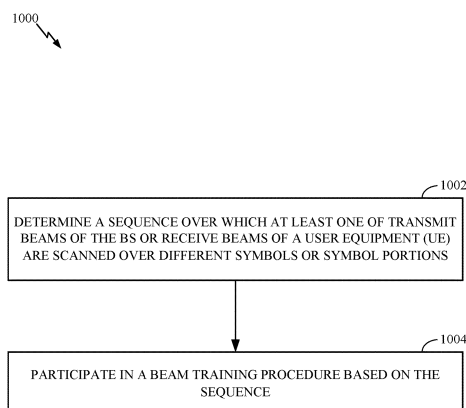 1000
1002
DETERMINE A SEQUENCE OVER WHICH AT LEAST ONE OF TRANSMIT
BEAMS OF THE BS OR RECEIVE BEAMS OF A USER EQUIPMENT (UE)
ARE SCANNED OVER DIFFERENT SYMBOLS OR SYMBOL PORTIONS
1004
PARTICIPATE IN A BEAM TRAINING PROCEDURE BASED ON THE
SEQUENCE